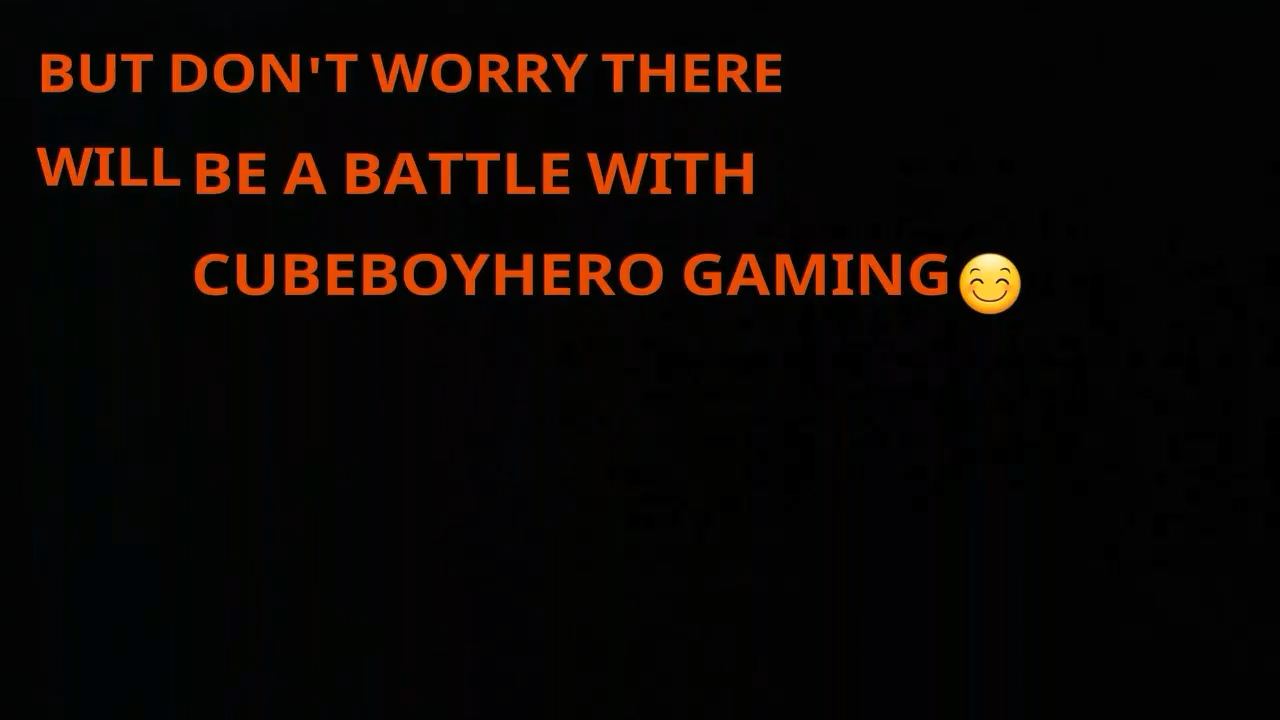 BUT DON'T WORRY THERE
WILL BE A BATTLE WITH
CUBEBOYHERO GAMING😊